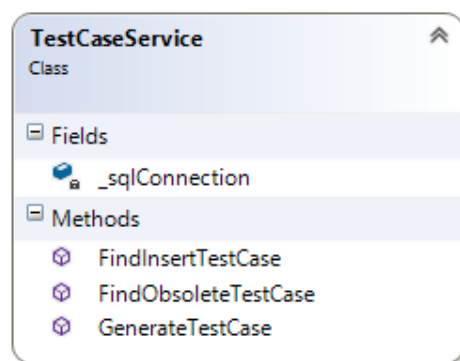 TestCaseService
Class
Fields
_sqlConnection
Methods
FindInsertTestCase
FindObsoleteTestCase
GenerateTestCase